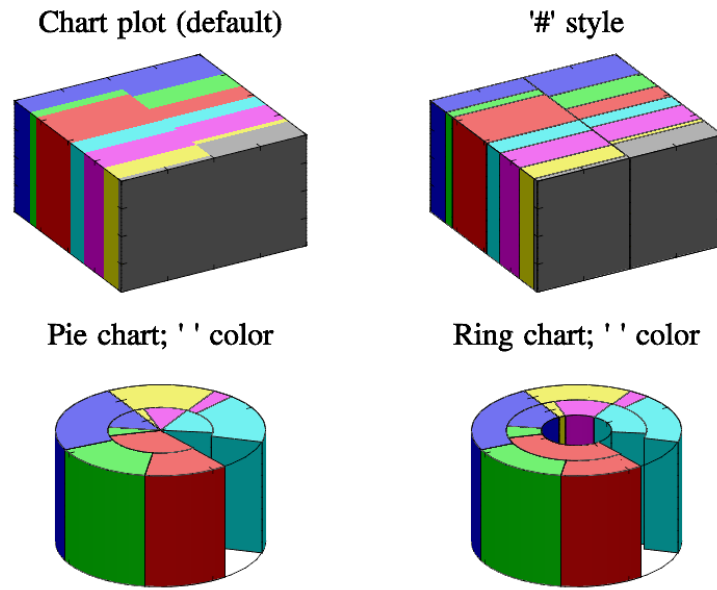 Chart plot (default)
'#' style
Pie chart; ' ' color
Ring chart; ' ' color